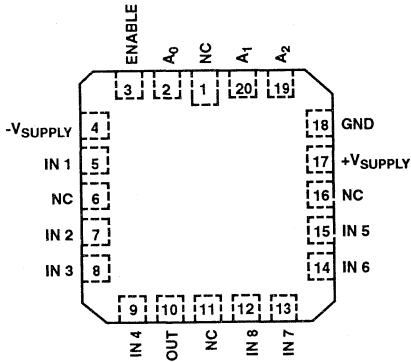 ENABLE
A0
NC
A1
A2
3
2
1
20
19
-VSUPPLY
4
18
GND
IN 1
5
17
+VSUPPLY
NC
6
16
NC
IN 2
7
15
IN 5
IN 3
8
14
IN 6
9
10
11
12
13
IN 4
OUT
NC
IN 8
IN 7